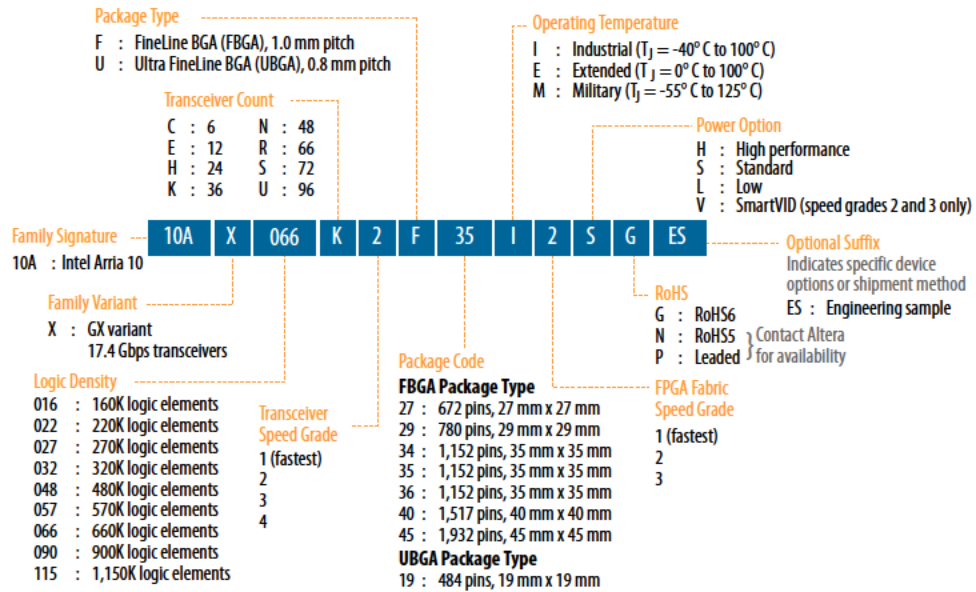 Package Type
F : FineLine BGA (FBGA), 1.0 mm pitch
U : Ultra FineLine BGA (UBGA), 0.8 mm pitch
Operating Temperature
I : Industrial (TJ = -40° C to 100° C)
E : Extended (TJ = 0° C to 100° C)
M : Military (TJ = -55° C to 125° C)
Transceiver Count
C : 6 N : 48
E : 12 R : 66
H : 24 S : 72
K : 36 U : 96
Power Option
H : High performance
S : Standard
L : Low
V : SmartVID (speed grades 2 and 3 only)
Family Signature
10A : Intel Arria 10
10A X 066 K 2 F 35 I 2 S G ES
Optional Suffix
Indicates specific device
options or shipment method
ES : Engineering sample
Family Variant
X : GX variant
17.4 Gbps transceivers
RoHS
G : RoHS6
N : RoHS5
P : Leaded
Contact Altera
for availability
Logic Density
016 : 160K logic elements
022 : 220K logic elements
027 : 270K logic elements
032 : 320K logic elements
048 : 480K logic elements
057 : 570K logic elements
066 : 660K logic elements
090 : 900K logic elements
115 : 1,150K logic elements
Transceiver
Speed Grade
1 (fastest)
2
3
4
Package Code
FBGA Package Type
27 : 672 pins, 27 mm x 27 mm
29 : 780 pins, 29 mm x 29 mm
34 : 1,152 pins, 35 mm x 35 mm
35 : 1,152 pins, 35 mm x 35 mm
36 : 1,152 pins, 35 mm x 35 mm
40 : 1,517 pins, 40 mm x 40 mm
45 : 1,932 pins, 45 mm x 45 mm
UBGA Package Type
19 : 484 pins, 19 mm x 19 mm
FPGA Fabric
Speed Grade
1 (fastest)
2
3